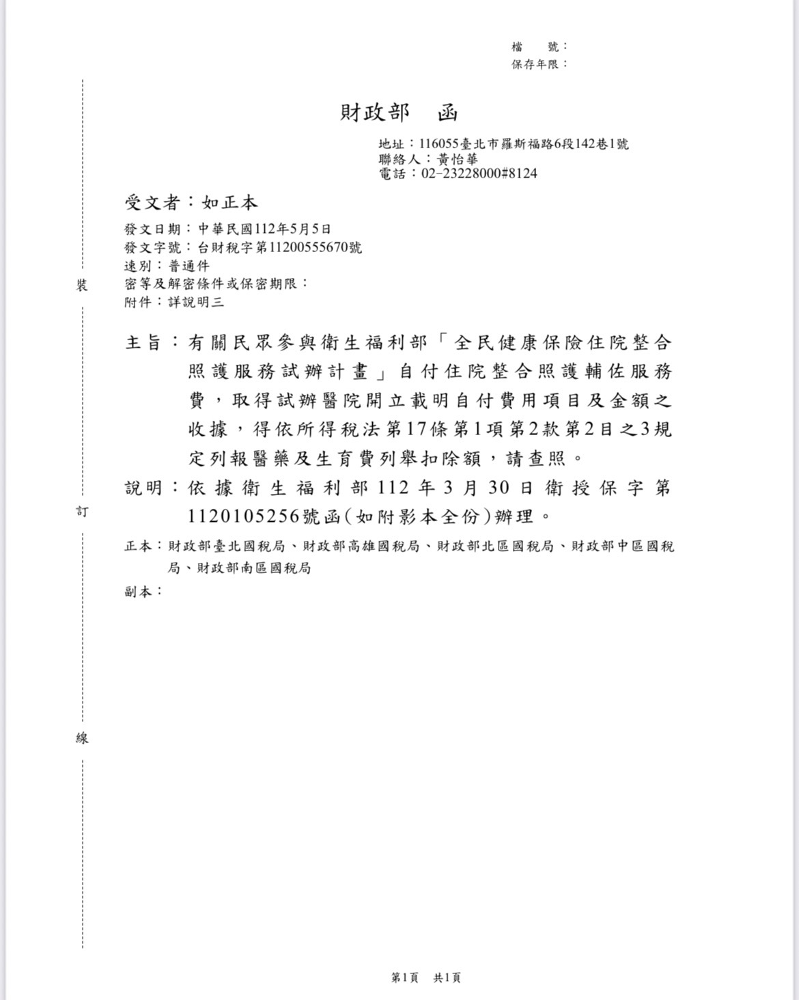 檔　　號：
保存年限：
財政部　函
地址：116055臺北市羅斯福路6段142巷1號
聯絡人：黃怡華
電話：02-23228000#8124
受文者：如正本
發文日期：中華民國112年5月5日
發文字號：台財稅字第11200555670號
速別：普通件
密等及解密條件或保密期限：
附件：詳說明三
主旨：有關民眾參與衛生福利部「全民健康保險住院整合
照護服務試辦計畫」自付住院整合照護輔佐服務
費，取得試辦醫院開立載明自付費用項目及金額之
收據，得依所得稅法第17條第1項第2款第2目之3規
定列報醫藥及生育費列舉扣除額，請查照。
說明：依據衛生福利部112年3月30日衛授保字第
1120105256號函(如附影本全份)辦理。
正本：財政部臺北國稅局、財政部高雄國稅局、財政部北區國稅局、財政部中區國稅
局、財政部南區國稅局
副本：
裝
訂
線
第1頁　共1頁